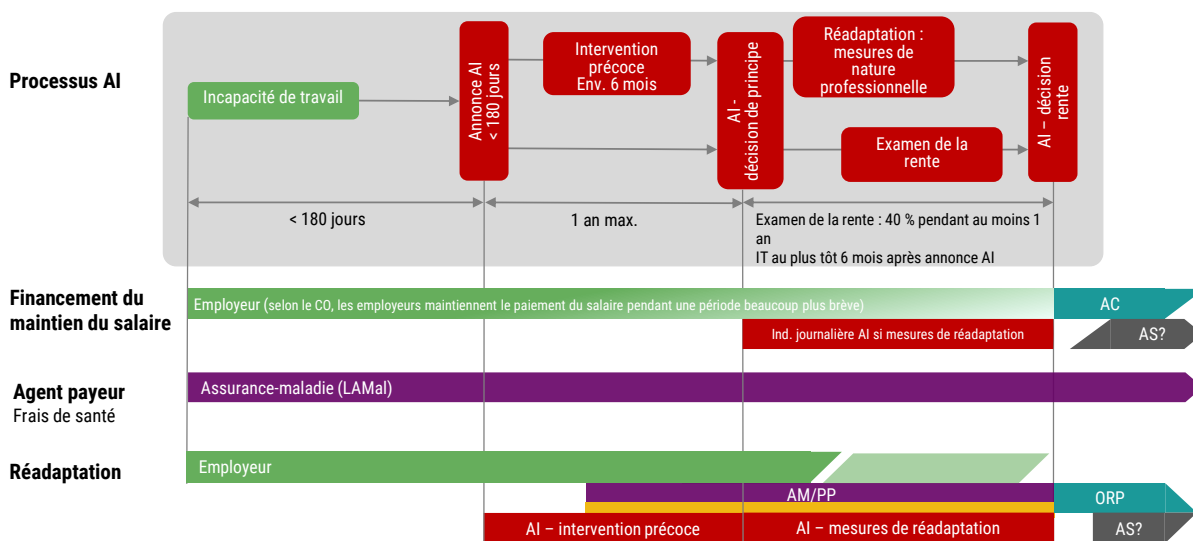 Processus AI
Incapacité de travail
Annonce AI
< 180 jours
Intervention
précoce
Env. 6 mois
AI -
décision de principe
Réadaptation :
mesures de
nature
professionnelle
Examen de la
rente
AI – décision
rente
< 180 jours
1 an max.
Examen de la rente : 40 % pendant au moins 1
an
IT au plus tôt 6 mois après annonce AI
Financement du
maintien du salaire
Employeur (selon le CO, les employeurs maintiennent le paiement du salaire pendant une période beaucoup plus brève)
AC
Ind. journalière AI si mesures de réadaptation
AS?
Agent payeur
Frais de santé
Assurance-maladie (LAMal)
Réadaptation
Employeur
AM/PP
ORP
AI – intervention précoce
AI – mesures de réadaptation
AS?